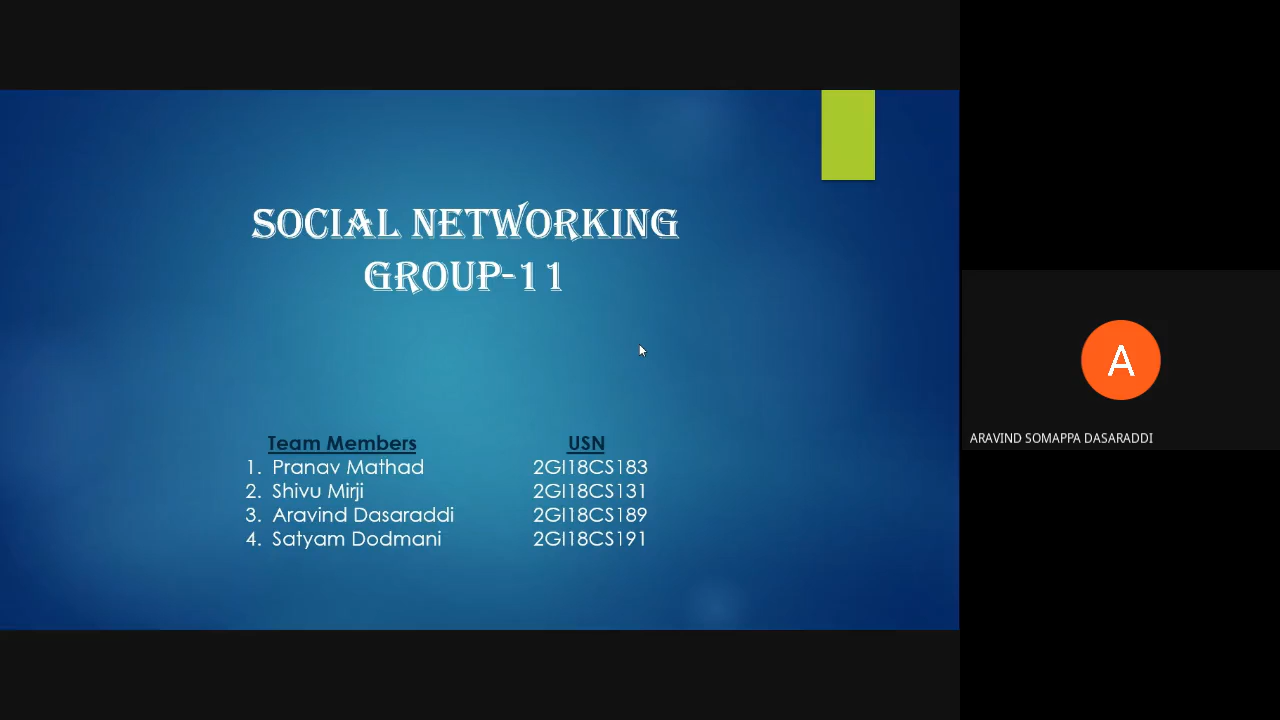 SOCIAL NETWORKING
GROUP-11
Team Members USN
1. Pranav Mathad 2GI18CS183
2. Shivu Mirji 2GI18CS131
3. Aravind Dasaraddi 2GI18CS189
4. Satyam Dodmani 2GI18CS191
A
ARAVIND SOMAPPA DASARADDI